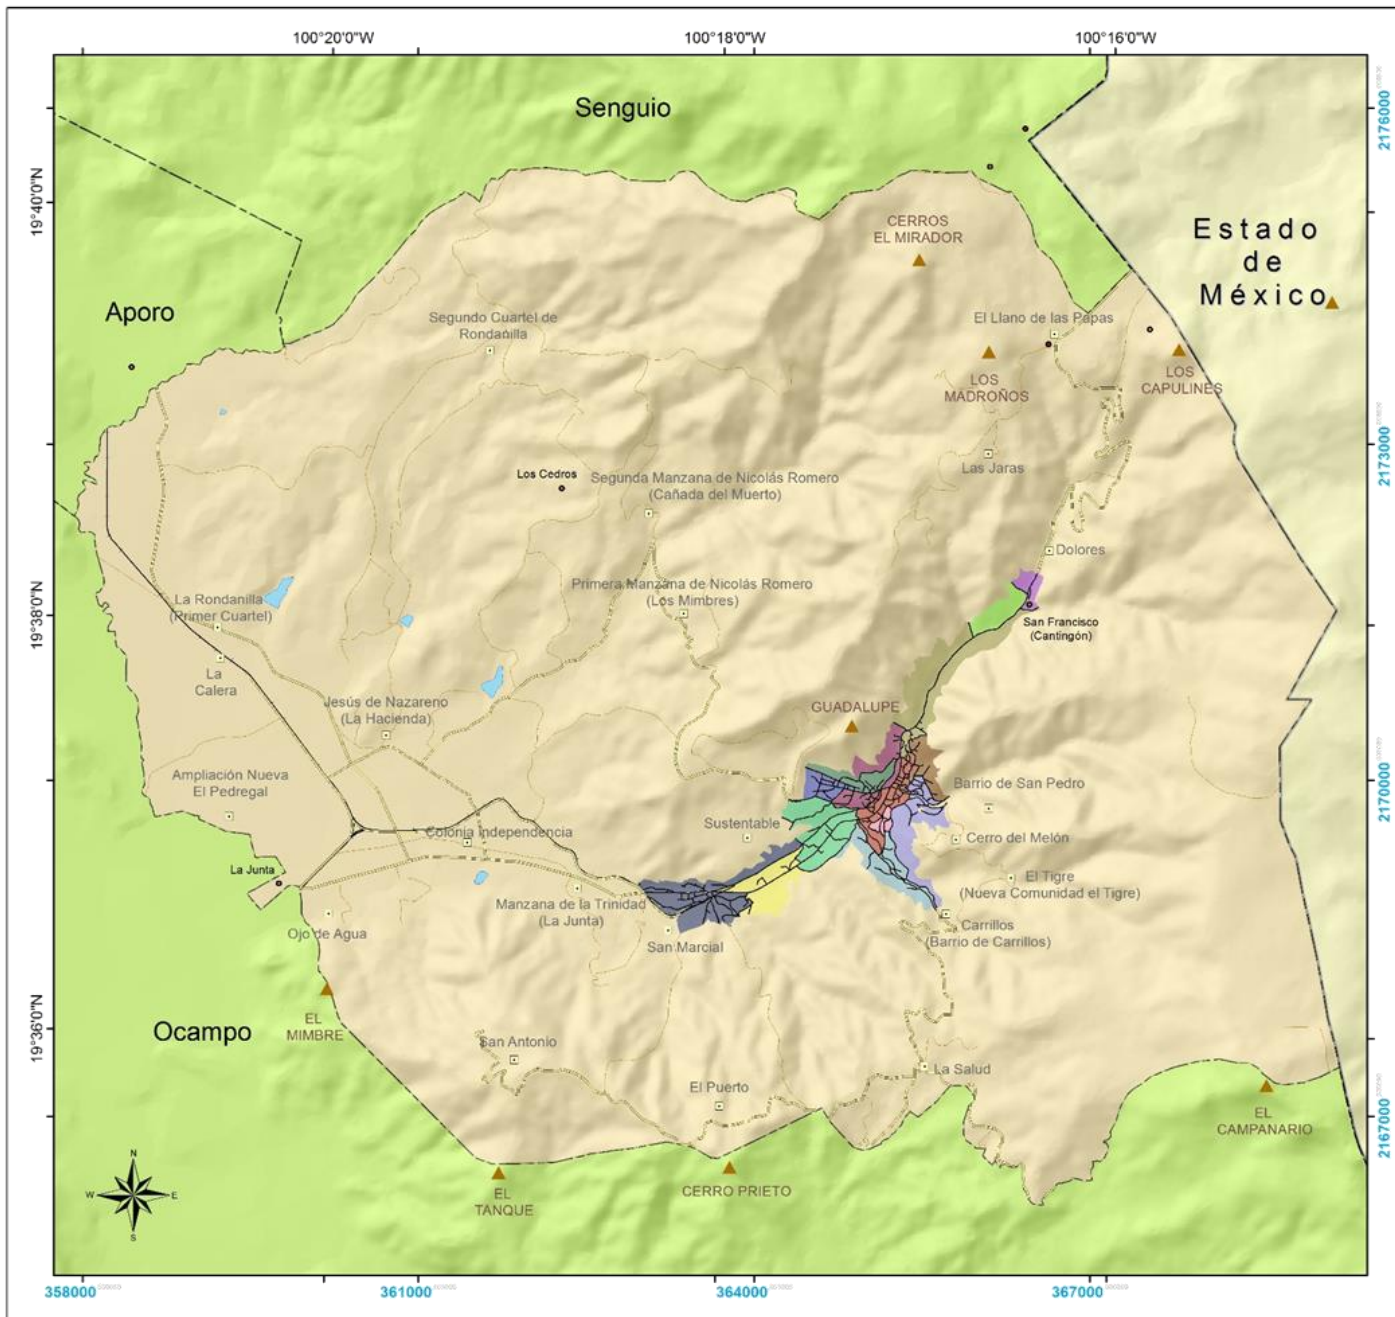 100°20'0"W
100°18'0"W
100°16'0"W
2176000
Senguio
19°40'0"N
CERROS
EL MIRADOR
Estado
de
México
Aporo
Segundo Cuartel de
Rondanilla
El Llano de las Papas
LOS
MADROÑOS
LOS
CAPULINES
2173000
Los Cedros
Segunda Manzana de Nicolás Romero
(Cañada del Muerto)
Las Jaras
Dolores
Primera Manzana de Nicolás Romero
(Los Mimbres)
La Rondanilla
(Primer Cuartel)
19°38'0"N
San Francisco
(Cantingón)
La
Calera
Jesús de Nazareno
(La Hacienda)
GUADALUPE
Ampliación Nueva
El Pedregal
Barrio de San Pedro
2170000
Sustentable
Colonia Independencia
Cerro del Melón
La Junta
El Tigre
(Nueva Comunidad el Tigre)
Manzana de la Trinidad
(La Junta)
Carrillos
(Barrio de Carrillos)
Ojo de Agua
San Marcial
EL
MIMBRE
Ocampo
19°36'0"N
San Antonio
La Salud
El Puerto
2167000
EL
CAMPANARIO
N
W
E
S
EL
TANQUE
CERRO PRIETO
358000
361000
364000
367000